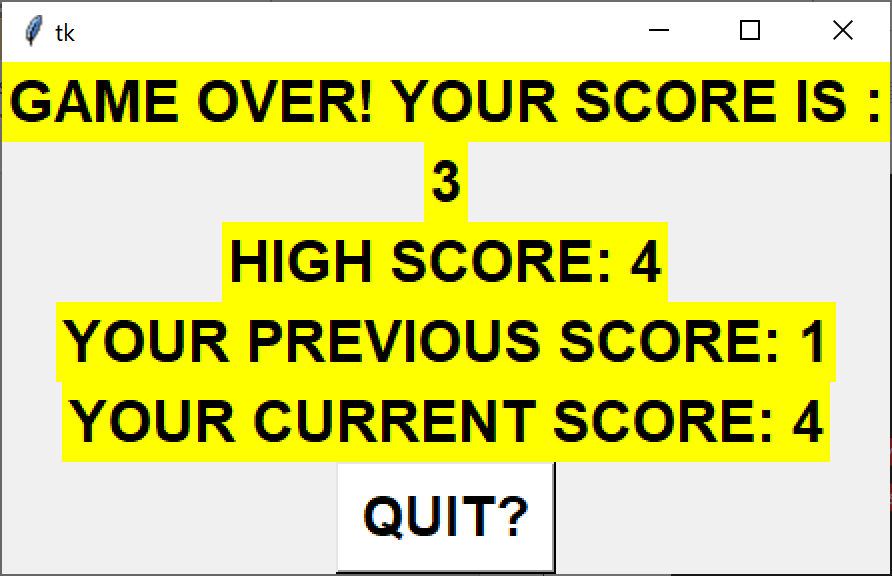 tk
GAME OVER! YOUR SCORE IS :
3
HIGH SCORE: 4
YOUR PREVIOUS SCORE: 1
YOUR CURRENT SCORE: 4
QUIT?